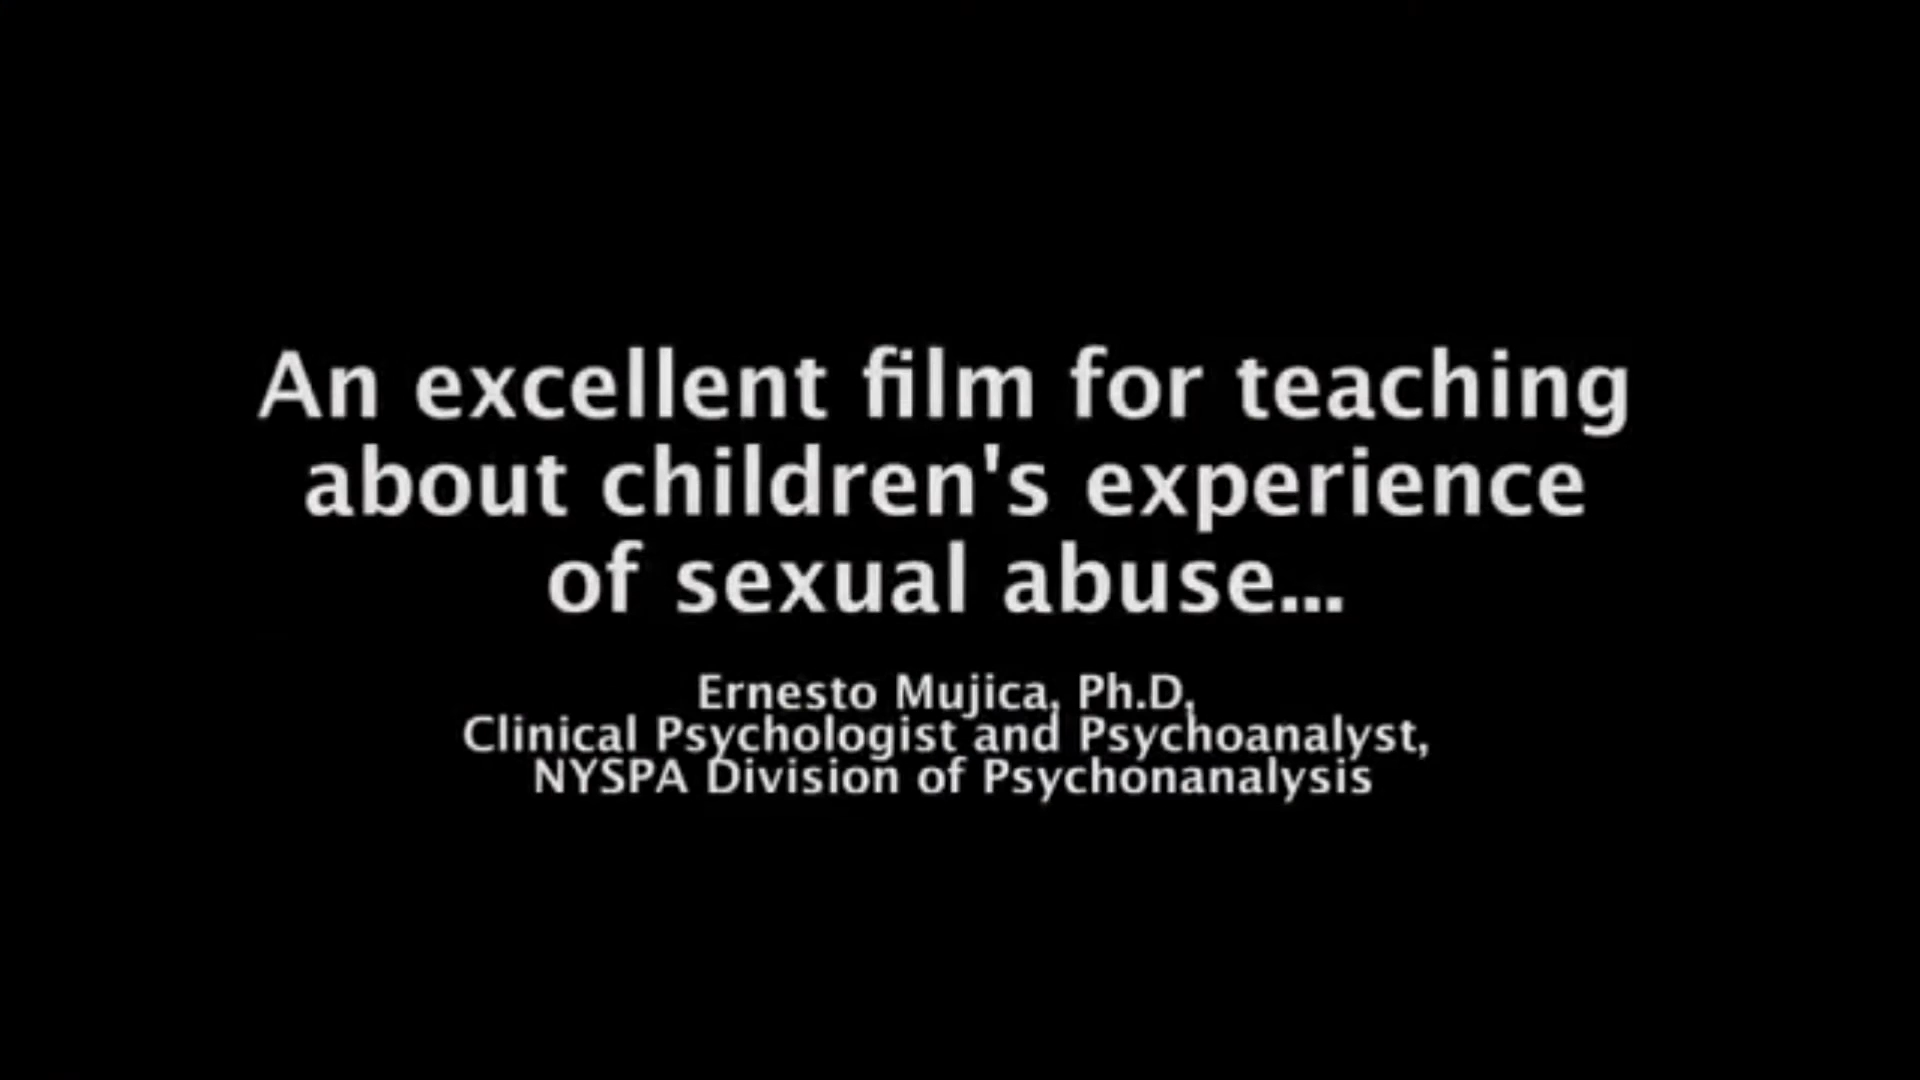 An excellent film for teaching
about children's experience
of sexual abuse...
Ernesto Mujica, Ph.D,
Clinical Psychologist and Psychoanalyst,
NYSPA Division of Psychonanalysis